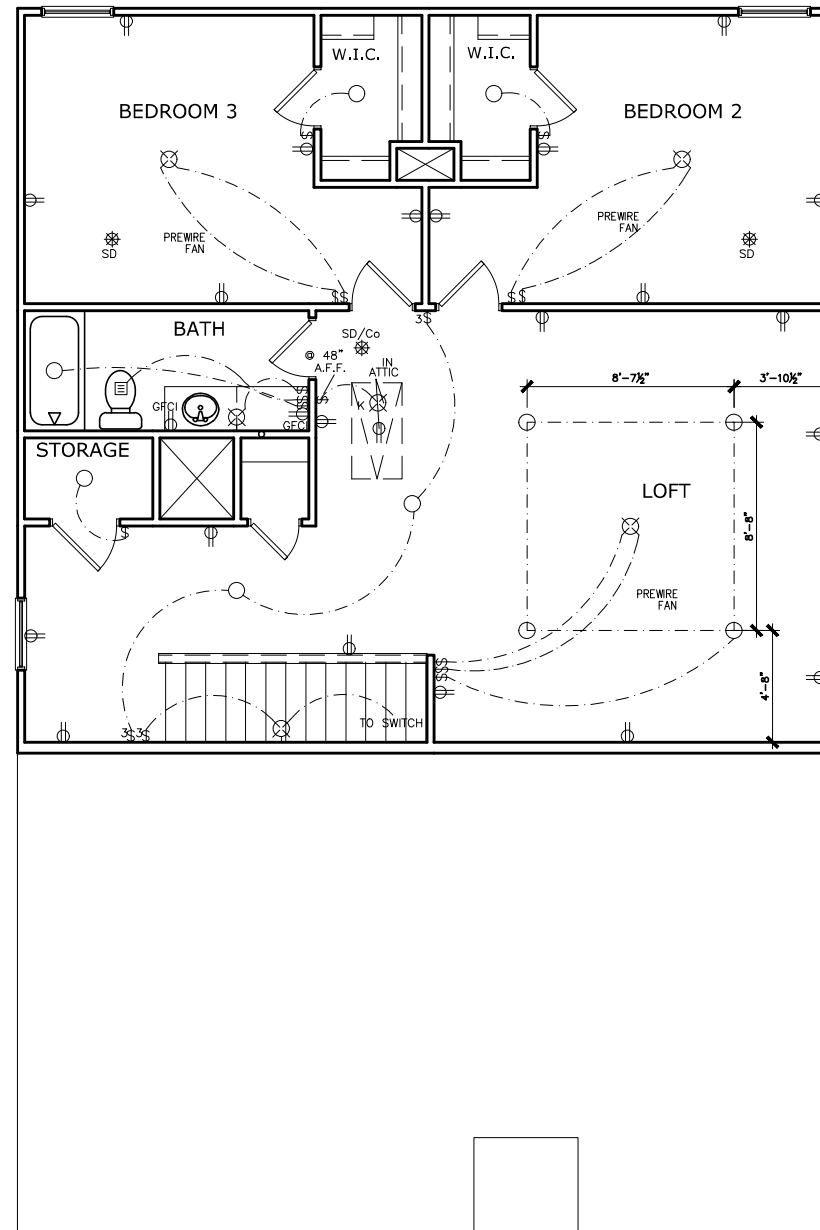 W.I.C.
W.I.C.
BEDROOM 3
BEDROOM 2
$
$
PREWIRE
FAN
PREWIRE
FAN
SD
SD
$$
$$
3$
BATH
SD/Co
@ 48"
A.F.F.
IN
ATTIC
8'-7½"
3'-10½"
K
$
GFCI
GFCI
STORAGE
LOFT
8'-8"
$
PREWIRE
FAN
$$$
4'-8"
TO SWITCH
3$3$